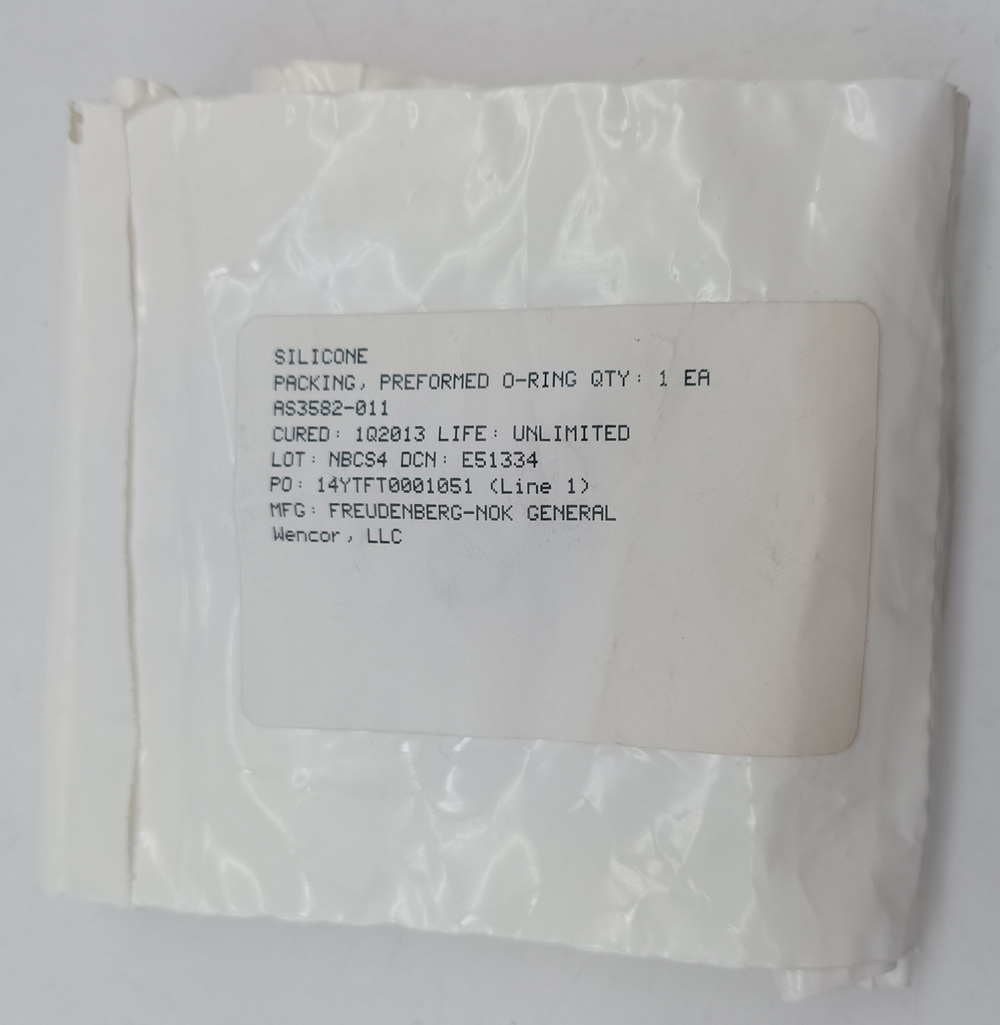 SILICONE
PACKING, PREFORMED O-RING QTY: 1 EA
AS3582-011
CURED: 1Q2013 LIFE: UNLIMITED
LOT: NBCS4 DCN: E51334
PO: 14YTFT0001051 (Line 1)
MFG: FREUDENBERG-NOK GENERAL
Wencor, LLC